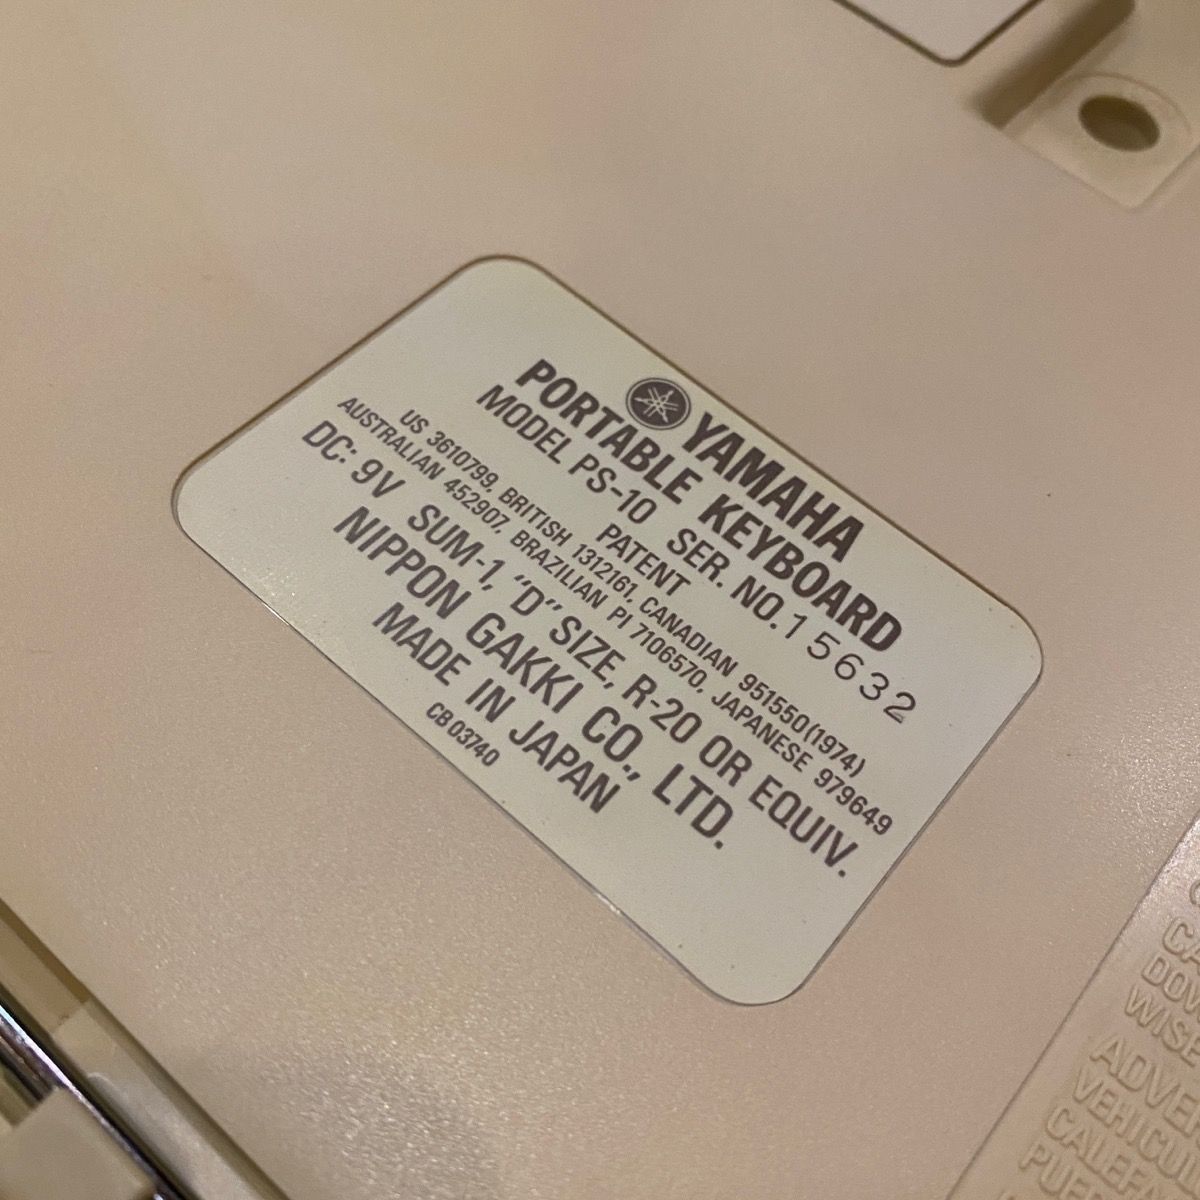 YAMAHA
PORTABLE KEYBOARD
MODEL PS-10 SER. NO. 15632
PATENT
US 3610799, BRITISH 1312161, CANADIAN 951550(1974)
AUSTRALIAN 452907, BRAZILIAN PI 7106570, JAPANESE 979649
DC: 9V SUM-1, "D" SIZE, R-20 OR EQUIV.
NIPPON GAKKI CO., LTD.
MADE IN JAPAN
CB 03740